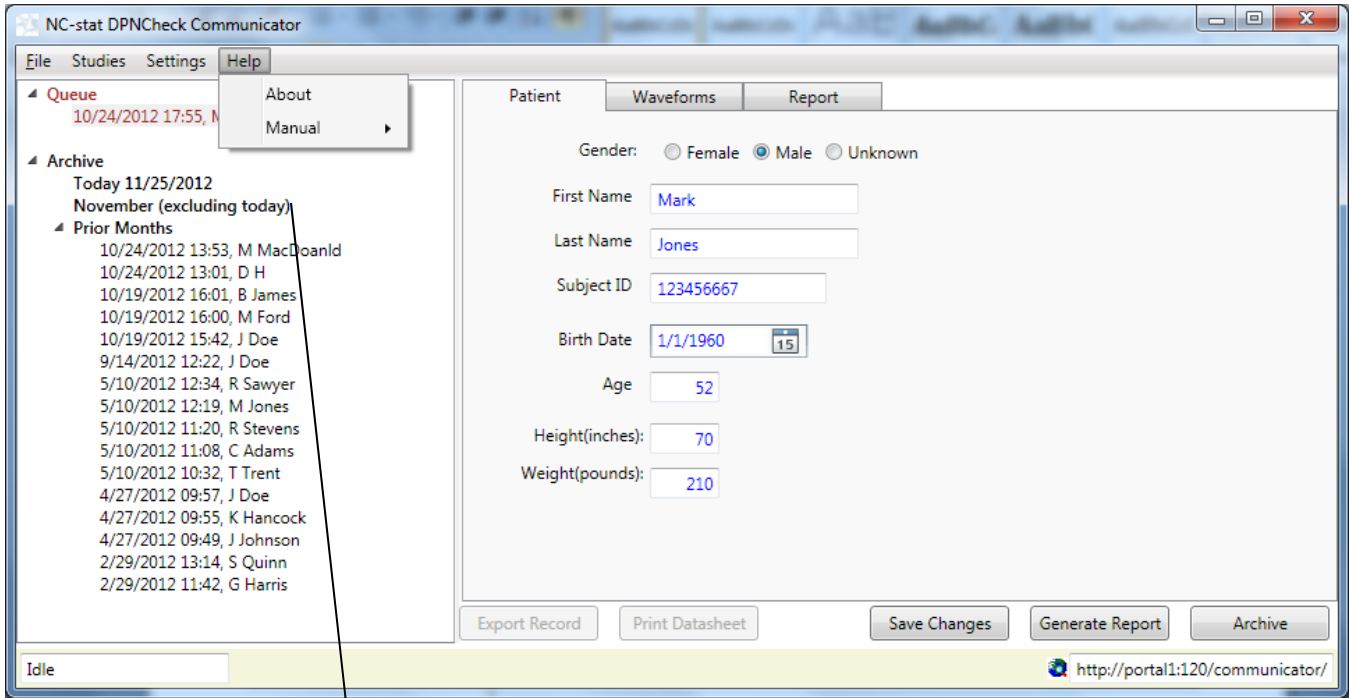 NC-stat DPNCheck Communicator
File Studies Settings Help
About
Manual
Queue
10/24/2012 17:55,
Archive
Today 11/25/2012
November (excluding today)
Prior Months
10/24/2012 13:53, M MacDoanld
10/24/2012 13:01, D H
10/19/2012 16:01, B James
10/19/2012 16:00, M Ford
10/19/2012 15:42, J Doe
9/14/2012 12:22, J Doe
5/10/2012 12:34, R Sawyer
5/10/2012 12:19, M Jones
5/10/2012 11:20, R Stevens
5/10/2012 11:08, C Adams
5/10/2012 10:32, T Trent
4/27/2012 09:57, J Doe
4/27/2012 09:55, K Hancock
4/27/2012 09:49, J Johnson
2/29/2012 13:14, S Quinn
2/29/2012 11:42, G Harris
Patient Waveforms Report
Gender: Female Male Unknown
First Name Mark
Last Name Jones
Subject ID 123456667
Birth Date 1/1/1960 15
Age 52
Height(inches): 70
Weight(pounds): 210
Export Record Print Datasheet Save Changes Generate Report Archive
Idle http://portal1:120/communicator/